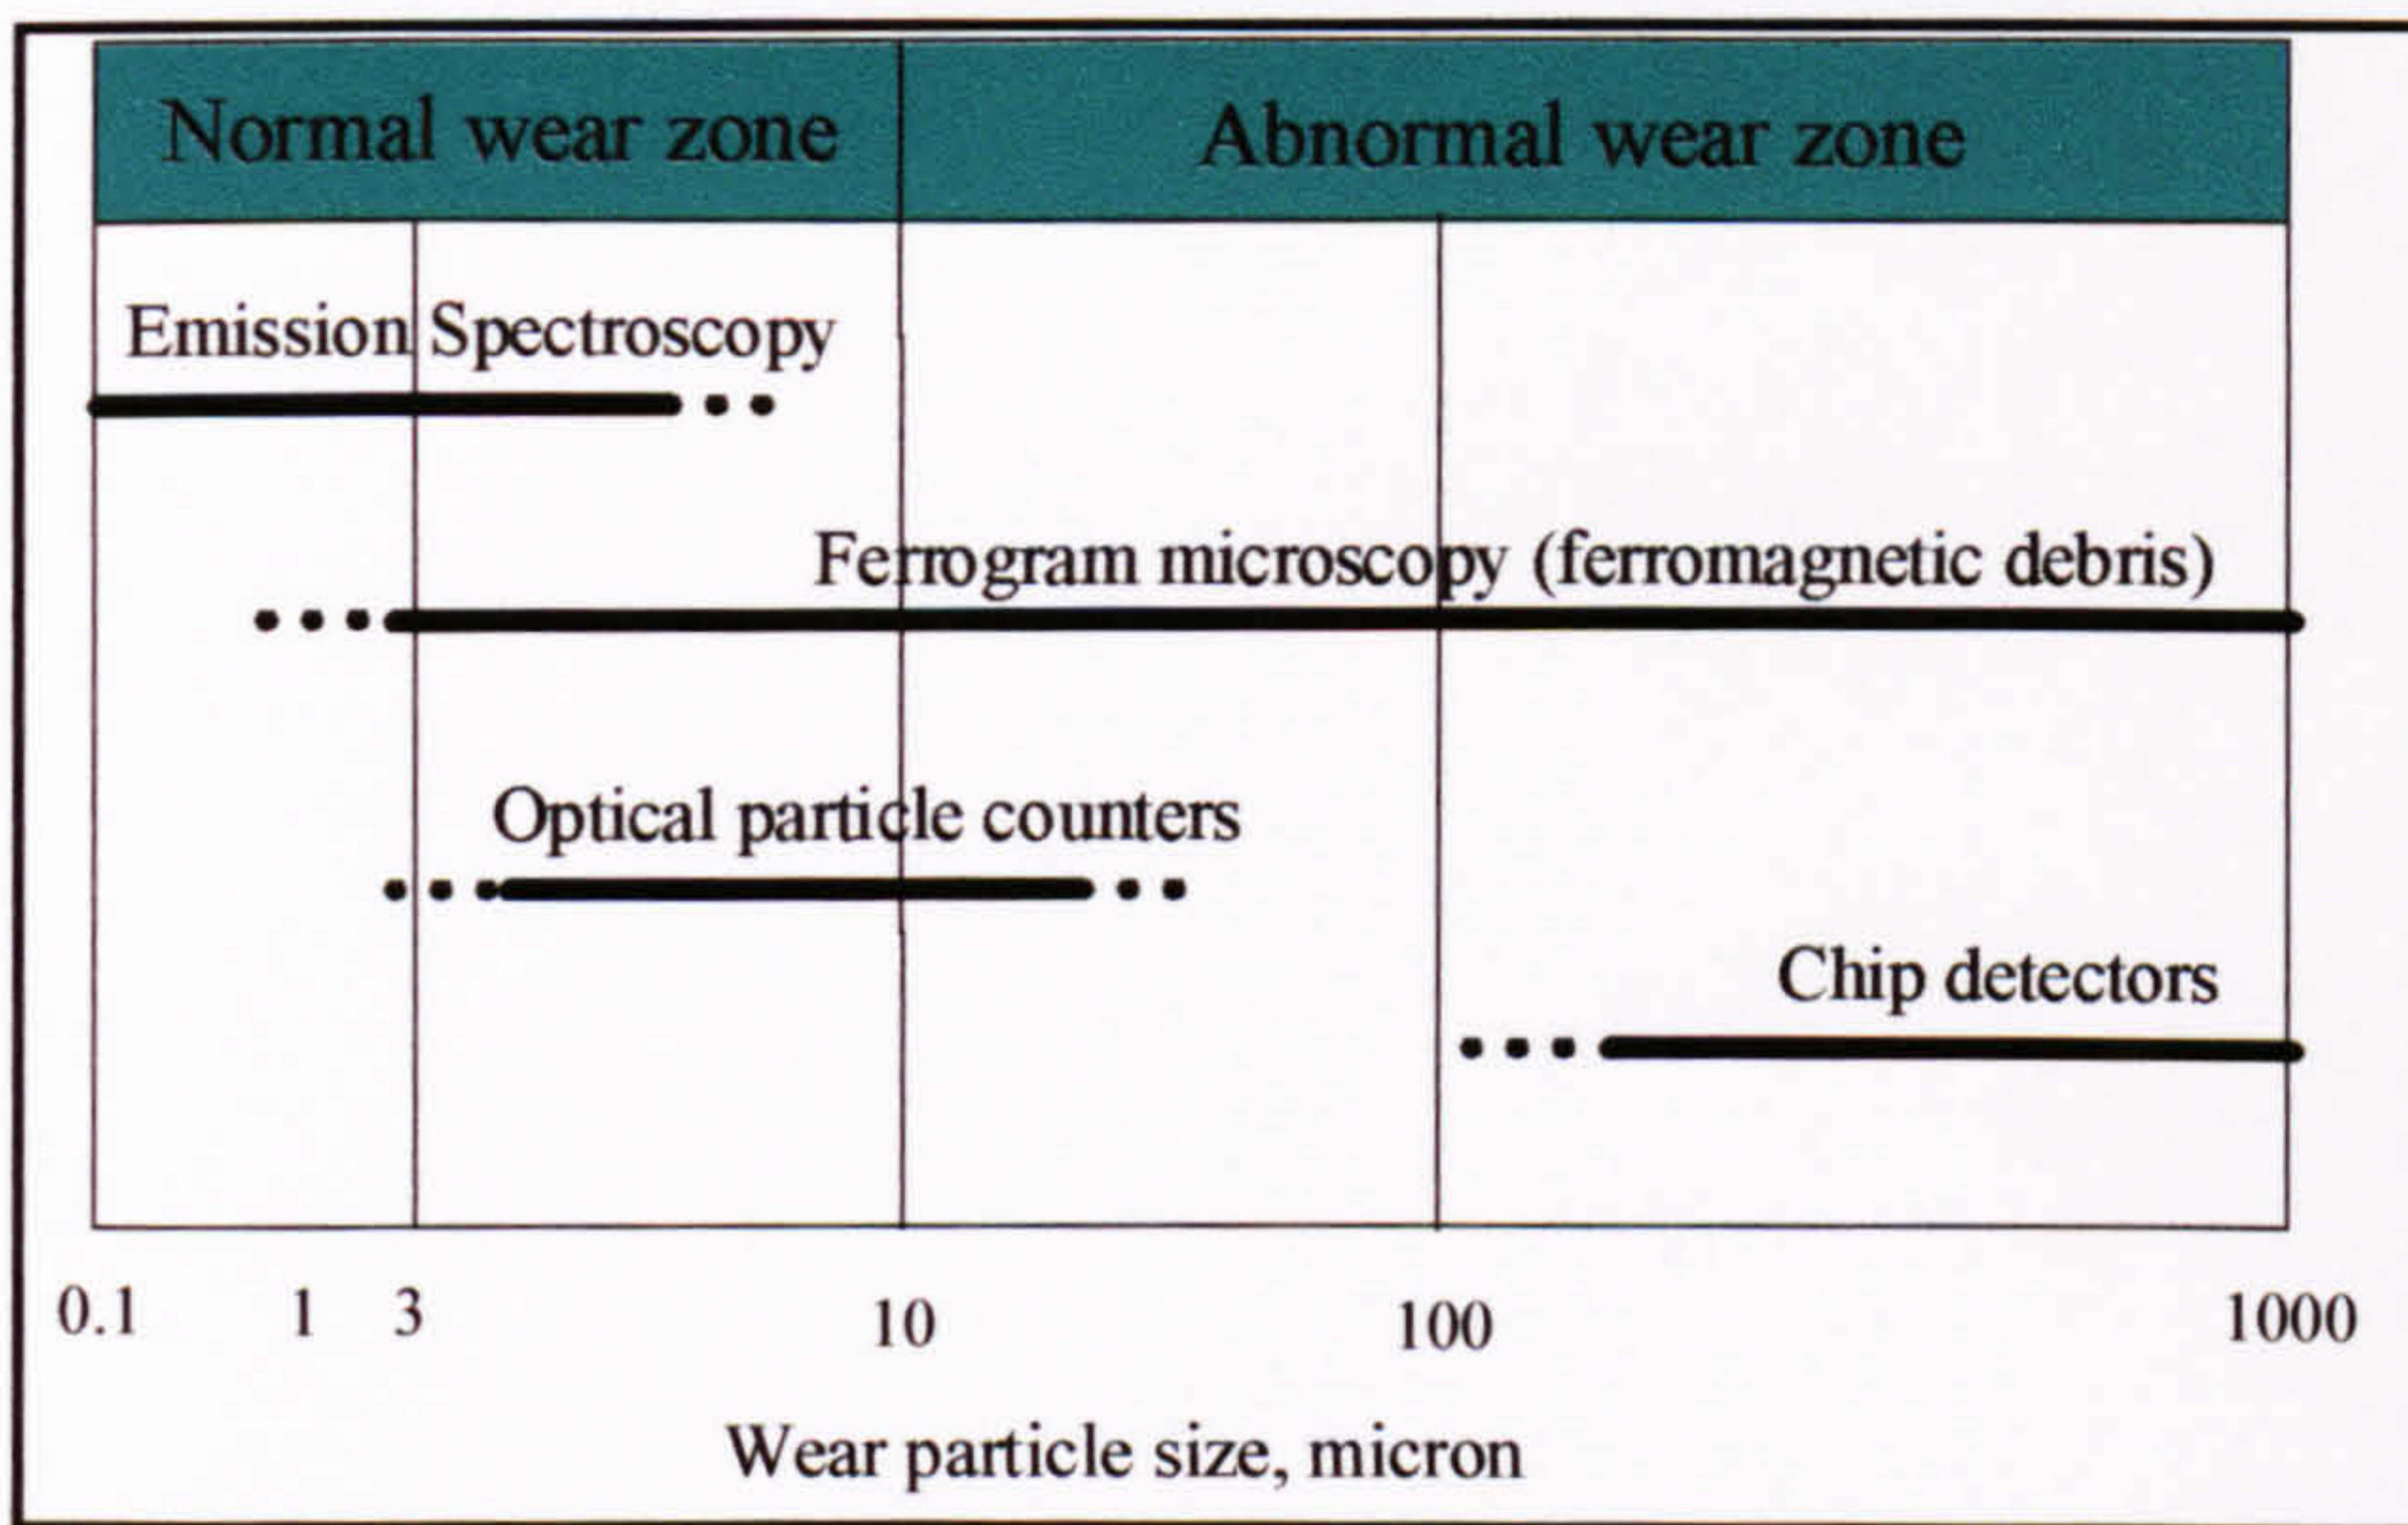 Normal wear zone
Abnormal wear zone
Emission Spectroscopy
Ferrogram microscopy (ferromagnetic debris)
Optical particle counters
Chip detectors
0.1 1 3 10 100 1000
Wear particle size, micron